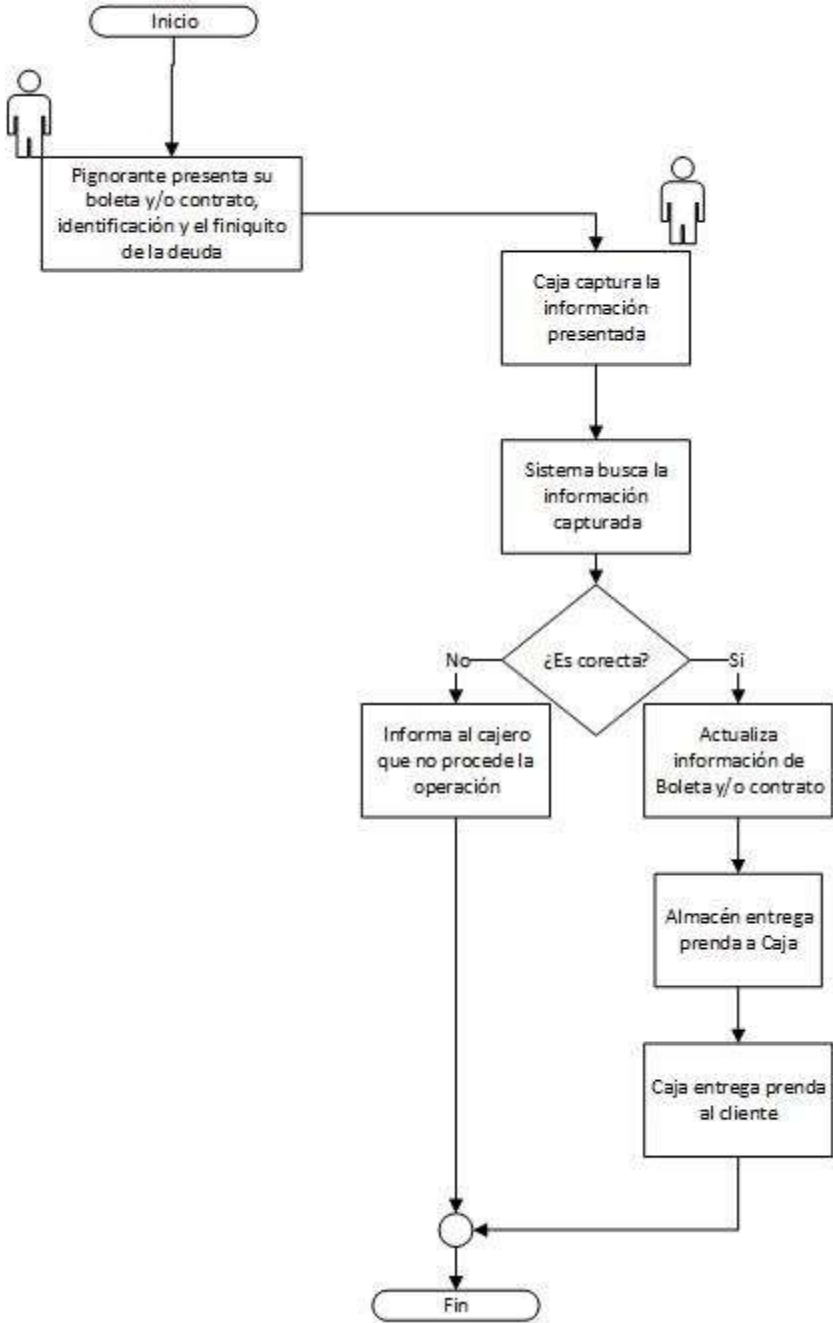 Inicio
Pignorante presenta su
boleta y/o contrato,
identificación y el finiquito
de la deuda
Caja captura la
información
presentada
Sistema busca la
información
capturada
¿Es corecta?
No
Si
Informa al cajero
que no procede la
operación
Actualiza
información de
Boleta y/o contrato
Almacén entrega
prenda a Caja
Caja entrega prenda
al cliente
Fin